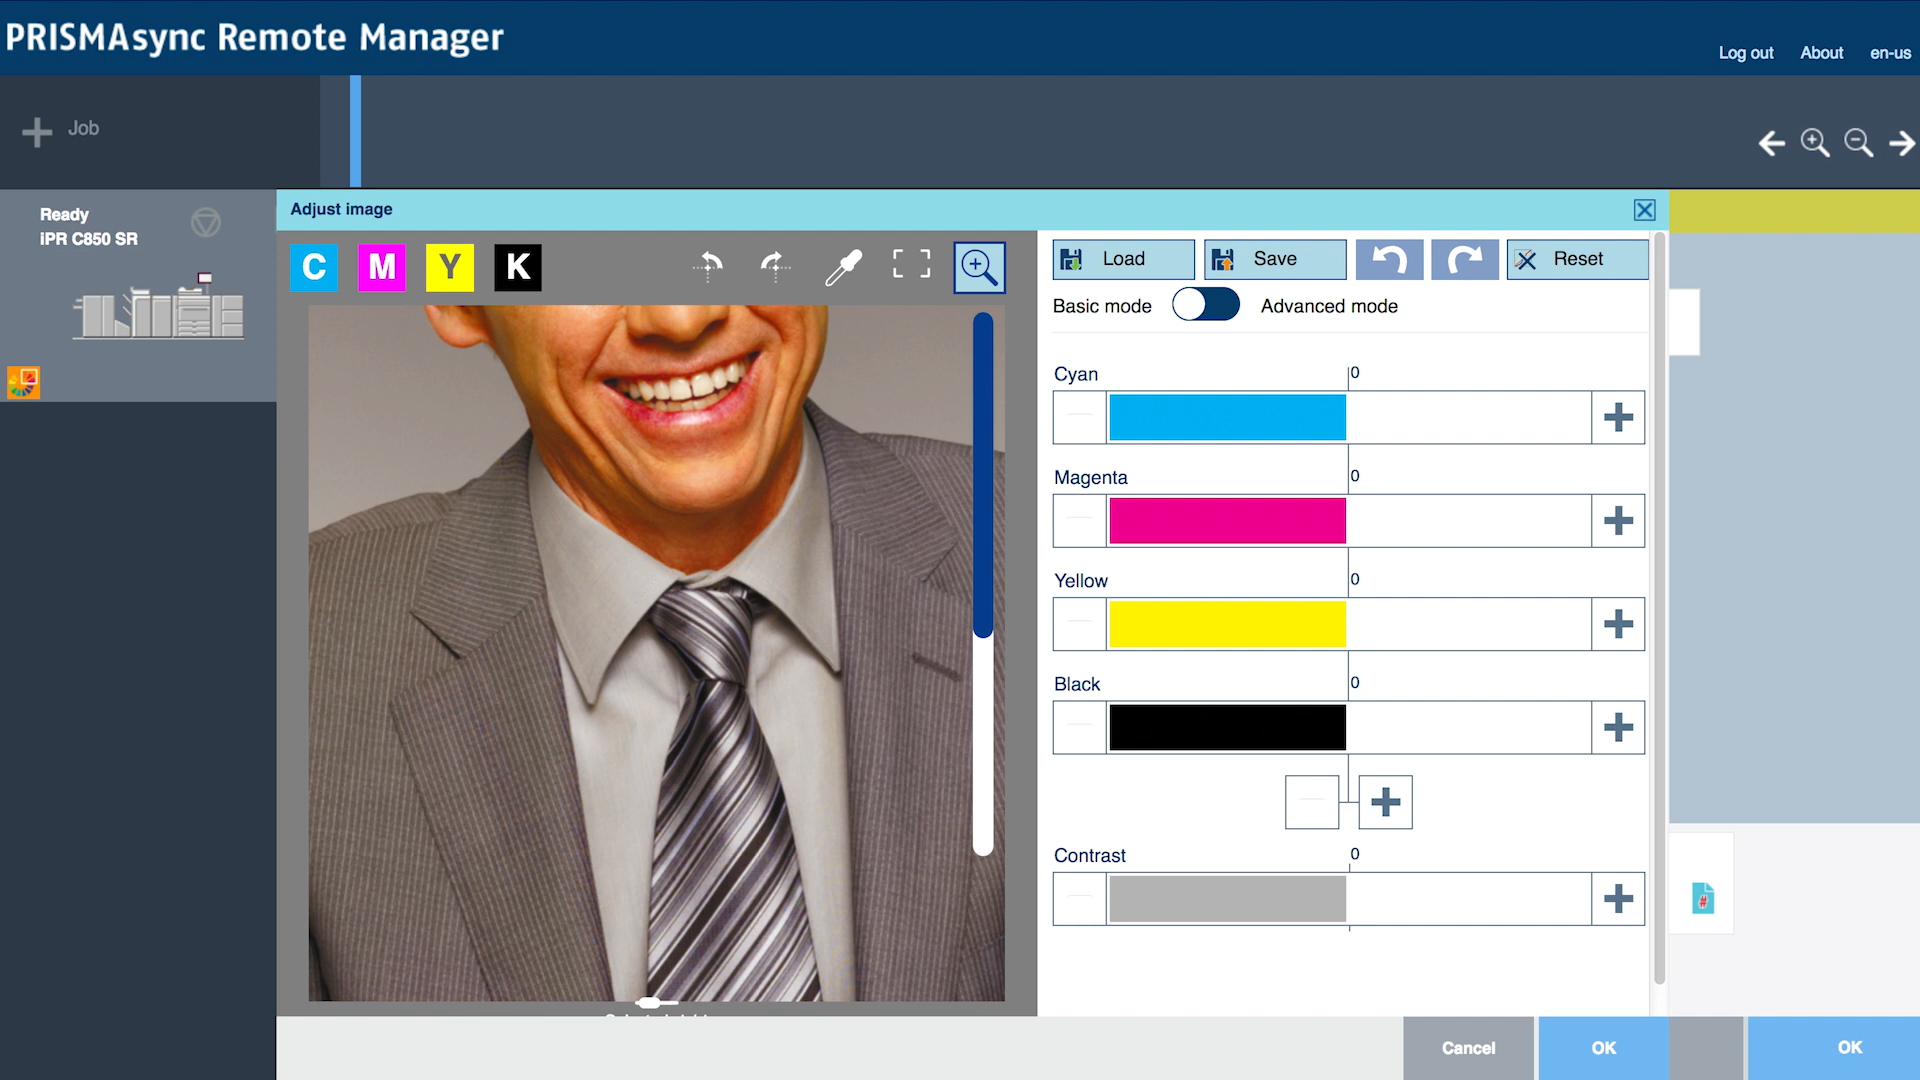 PRISMAsync Remote Manager
Log out
About
en-us
Job
Ready
iPR C850 SR
Adjust image
C
M
Y
K
Load
Save
Reset
Basic mode
Advanced mode
Cyan
0
Magenta
0
Yellow
0
Black
0
Contrast
0
#
Cancel
OK
OK